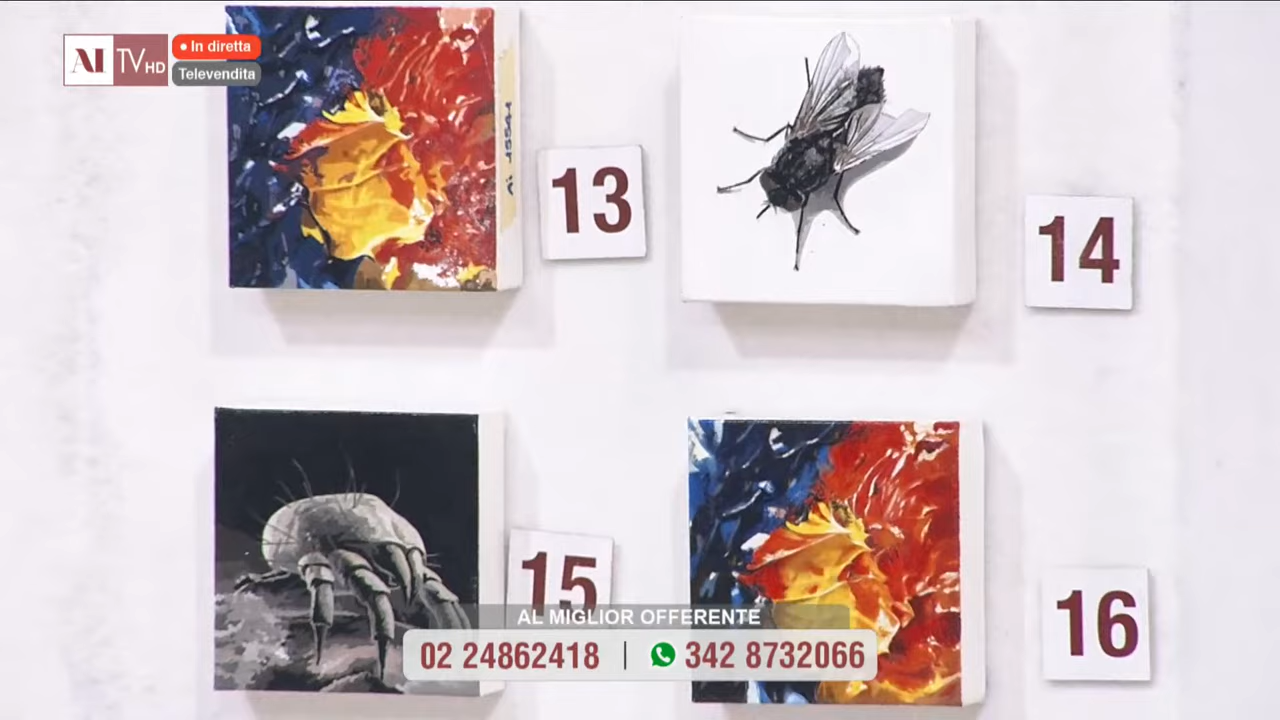 AI TV HD
• In diretta
Televendita
13
14
15
16
AL MIGLIOR OFFERENTE
02 24862418 | 342 8732066